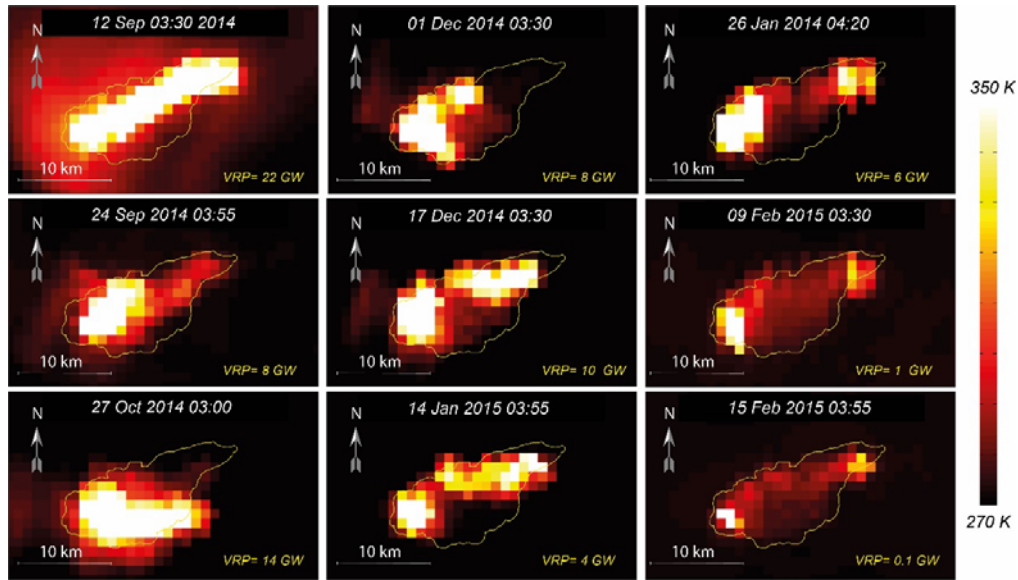 12 Sep 03:30 2014
N
10 km
VRP= 22 GW
01 Dec 2014 03:30
N
10 km
VRP= 8 GW
26 Jan 2014 04:20
N
10 km
VRP= 6 GW
350 K
24 Sep 2014 03:55
N
10 km
VRP= 8 GW
17 Dec 2014 03:30
N
10 km
VRP= 10 GW
09 Feb 2015 03:30
N
10 km
VRP= 1 GW
27 Oct 2014 03:00
N
10 km
VRP= 14 GW
14 Jan 2015 03:55
N
10 km
VRP= 4 GW
15 Feb 2015 03:55
N
10 km
VRP= 0.1 GW
270 K